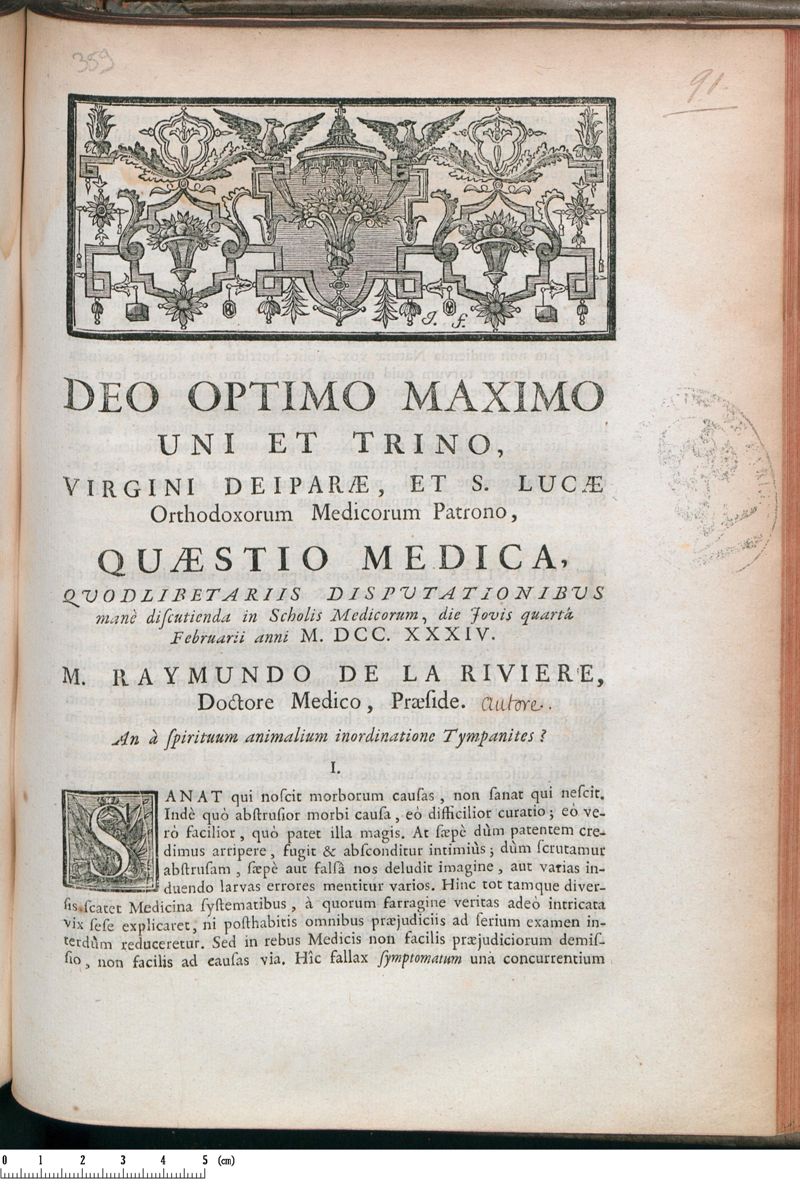 359
91.
J. f.
DEO OPTIMO MAXIMO
UNI ET TRINO,
VIRGINI DEIPARÆ, ET S. LUCÆ
Orthodoxorum Medicorum Patrono,
QUÆSTIO MEDICA,
QVODLIBETARIIS DISPVTATIONIBVS
manè diſcutienda in Scholis Medicorum, die Jovis quartâ
Februarii anni M. DCC. XXXIV.
M. RAYMUNDO DE LA RIVIERE,
Doctore Medico, Præſide. Autore.
An à ſpirituum animalium inordinatione Tympanites ?
I.
SANAT qui noſcit morborum cauſas, non ſanat qui neſcit.
Indè quò abſtruſior morbi cauſa, eò difficilior curatio; eò ve-
rò facilior, quò patet illa magis. At ſæpè dùm patentem cre-
dimus arripere, fugit & abſconditur intimiùs; dùm ſcrutamur
abſtruſam, ſæpè aut falſâ nos deludit imagine, aut varias in-
duendo larvas errores mentitur varios. Hinc tot tamque diver-
ſis ſcatet Medicina ſyſtematibus, à quorum farragine veritas adeò intricata
vix ſeſe explicaret, ni poſthabitis omnibus præjudiciis ad ſerium examen in-
terdùm reduceretur. Sed in rebus Medicis non facilis præjudiciorum demiſ-
ſio, non facilis ad cauſas via. Hîc fallax ſymptomatum unà concurrentium
0 1 2 3 4 5 (cm)